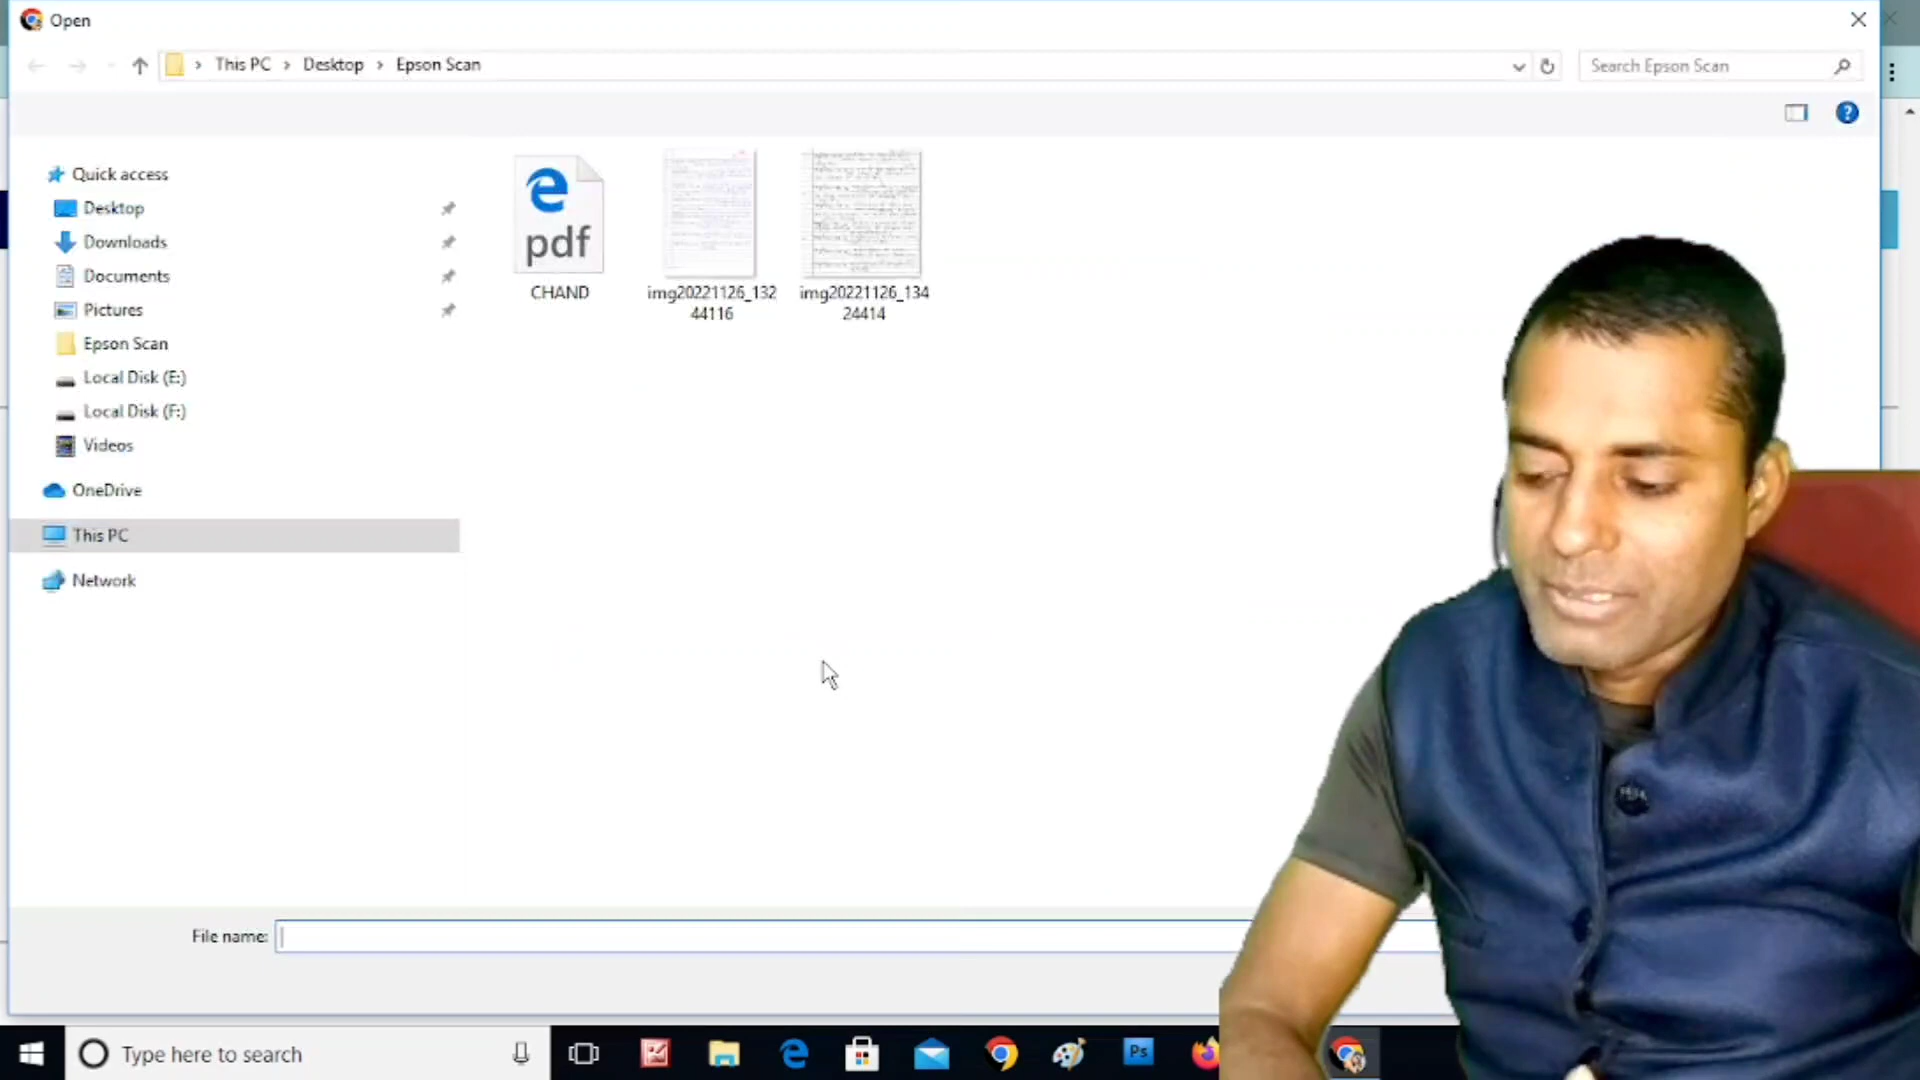 Open
This PC > Desktop > Epson Scan
Search Epson Scan
?
Quick access
Desktop
Downloads
Documents
Pictures
Epson Scan
Local Disk (E:)
Local Disk (F:)
Videos
OneDrive
This PC
Network
pdf
CHAND
img20221126_132
44116
img20221126_134
24414
File name:
Type here to search
Ps